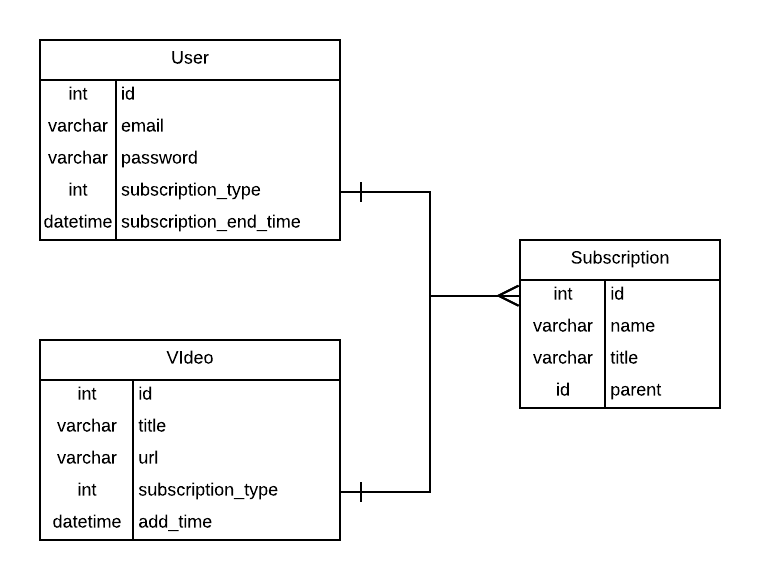 User
int id
varchar email
varchar password
int subscription_type
datetime subscription_end_time
Subscription
int id
varchar name
varchar title
id parent
VIdeo
int id
varchar title
varchar url
int subscription_type
datetime add_time